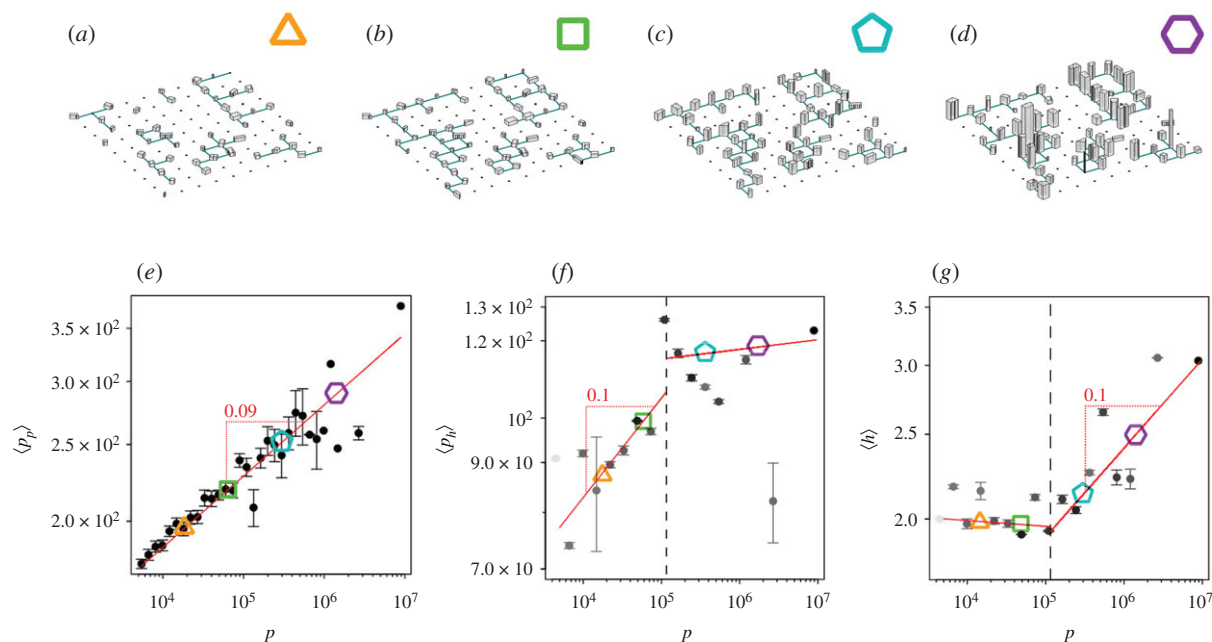 (a)
(b)
(c)
(d)
(e)
3.5 × 10²
3.0 × 10²
2.5 × 10²
2.0 × 10²
⟨pₚ⟩
0.09
10⁴ 10⁵ 10⁶ 10⁷
p
(f)
1.3 × 10²
1.2 × 10²
10²
9.0 × 10
7.0 × 10
⟨pₕ⟩
0.1
10⁴ 10⁵ 10⁶ 10⁷
p
(g)
3.5
3.0
2.5
2.0
⟨h⟩
0.1
10⁴ 10⁵ 10⁶ 10⁷
p